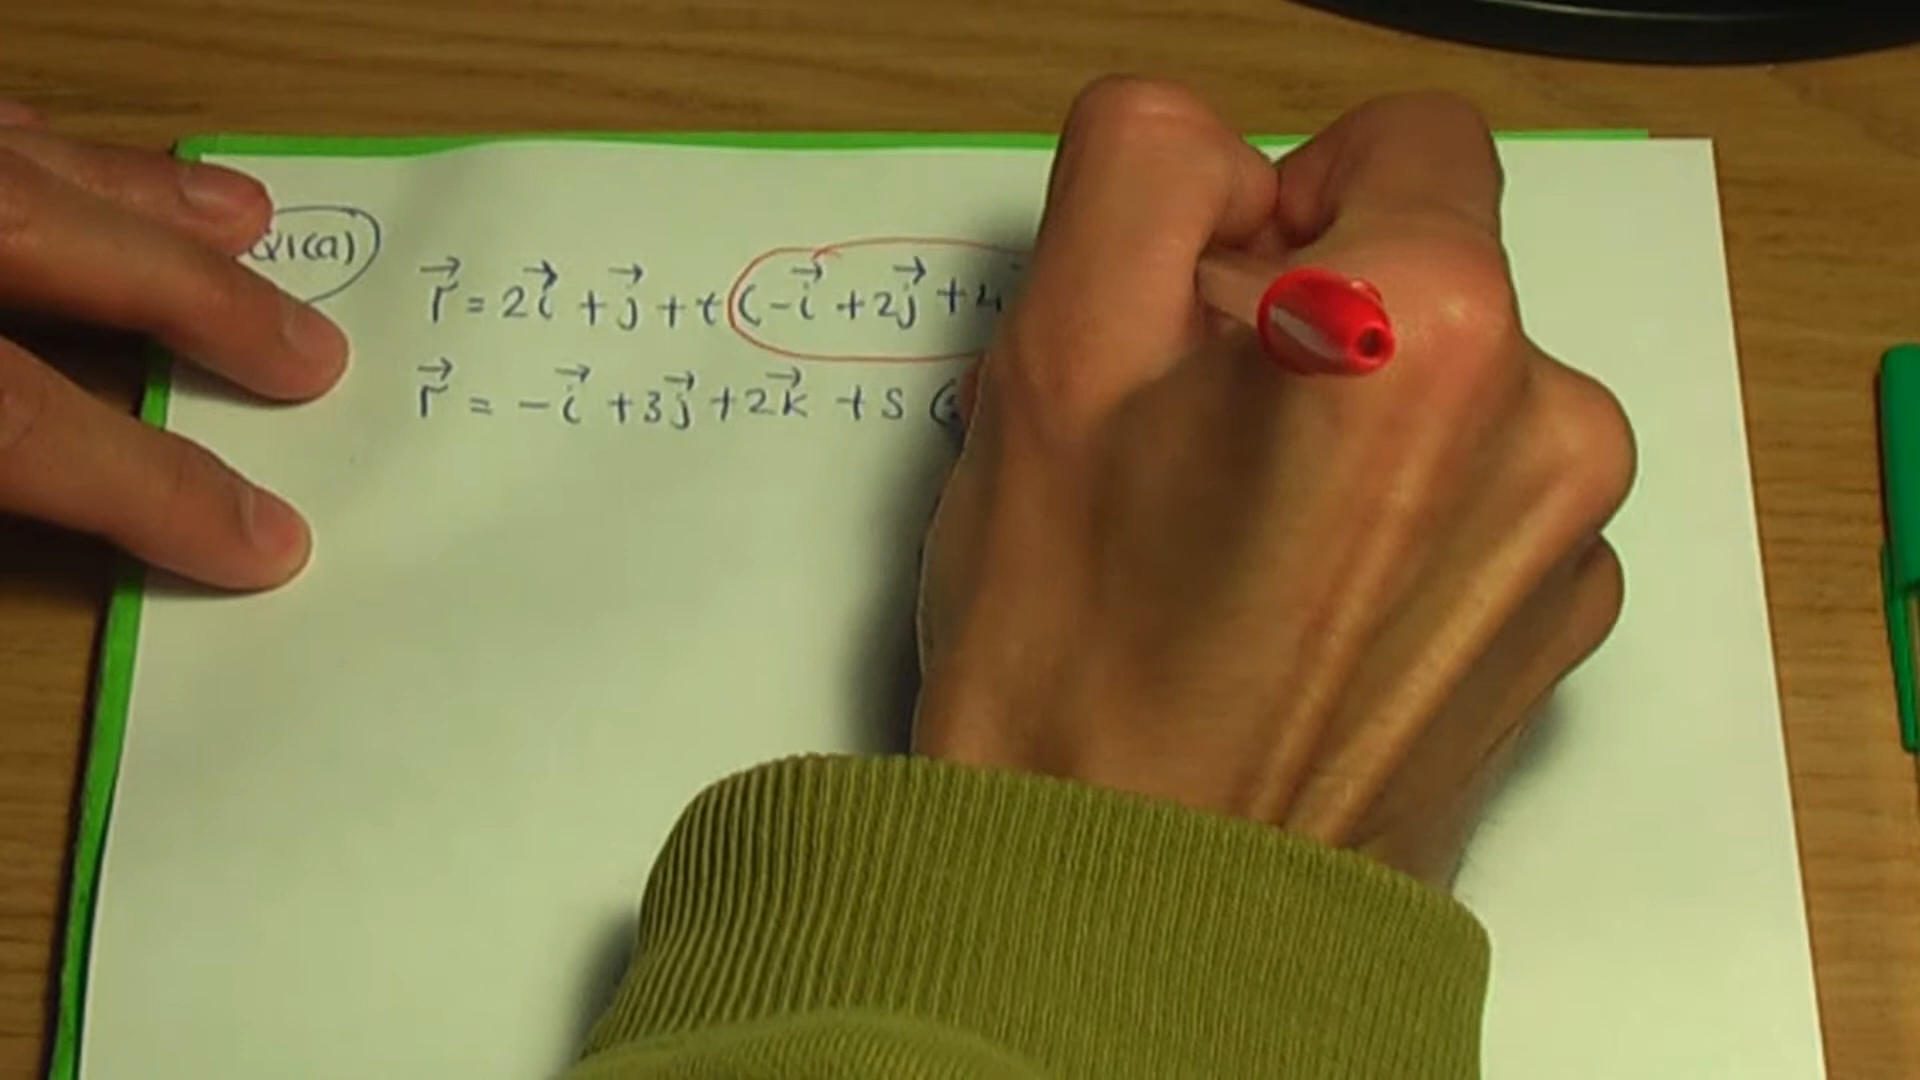 Q1(a)
r⃗ = 2i⃗ + j⃗ + t(-i⃗ + 2j⃗ + 4
r⃗ = -i⃗ + 3j⃗ + 2k⃗ + s (